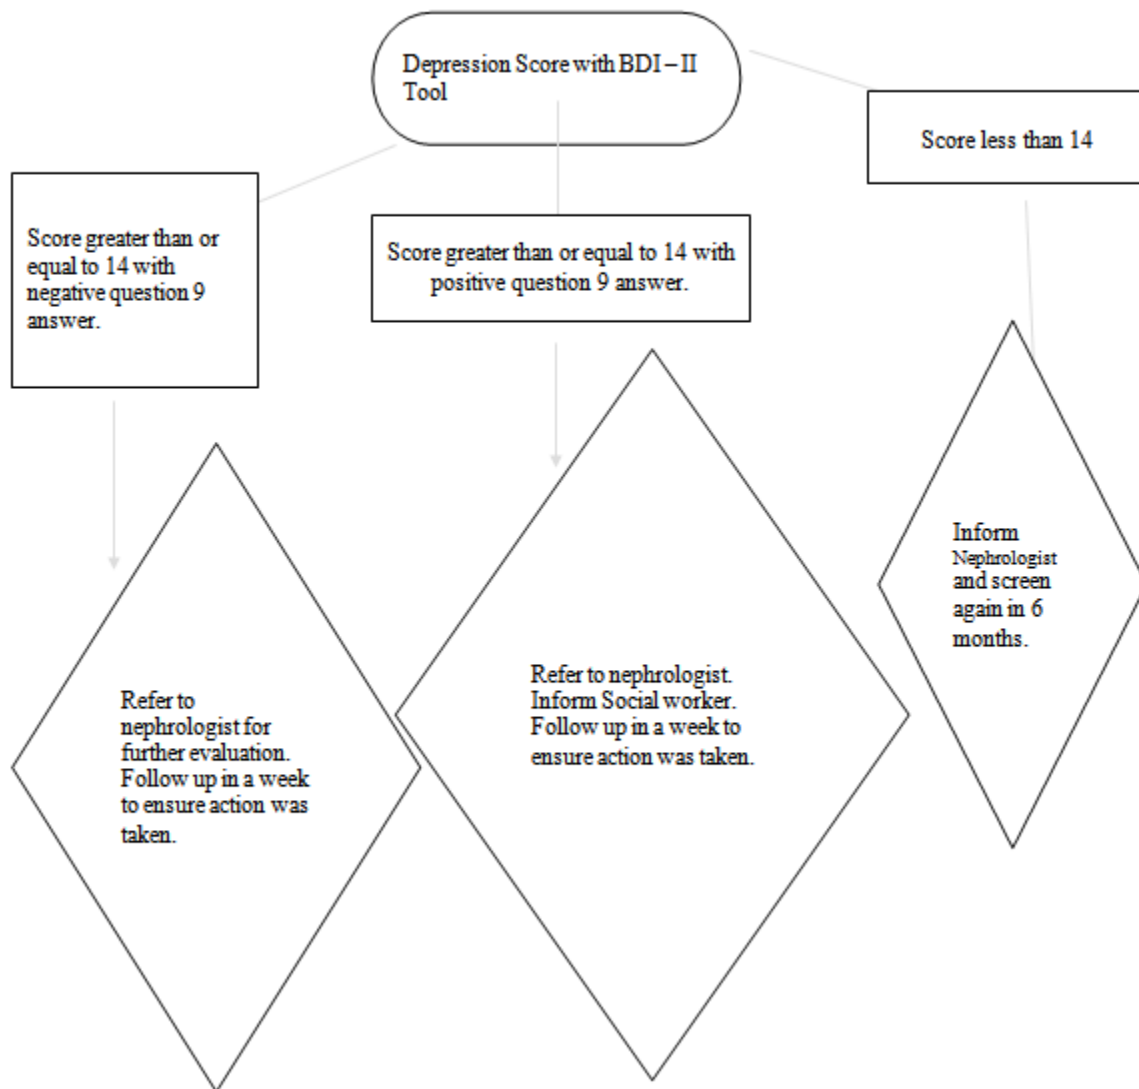 Depression Score with BDI – II
Tool
Score less than 14
Score greater than or
equal to 14 with
negative question 9
answer.
Score greater than or equal to 14 with
positive question 9 answer.
Inform
Nephrologist
and screen
again in 6
months.
Refer to
nephrologist for
further evaluation.
Follow up in a week
to ensure action was
taken.
Refer to nephrologist.
Inform Social worker.
Follow up in a week to
ensure action was taken.